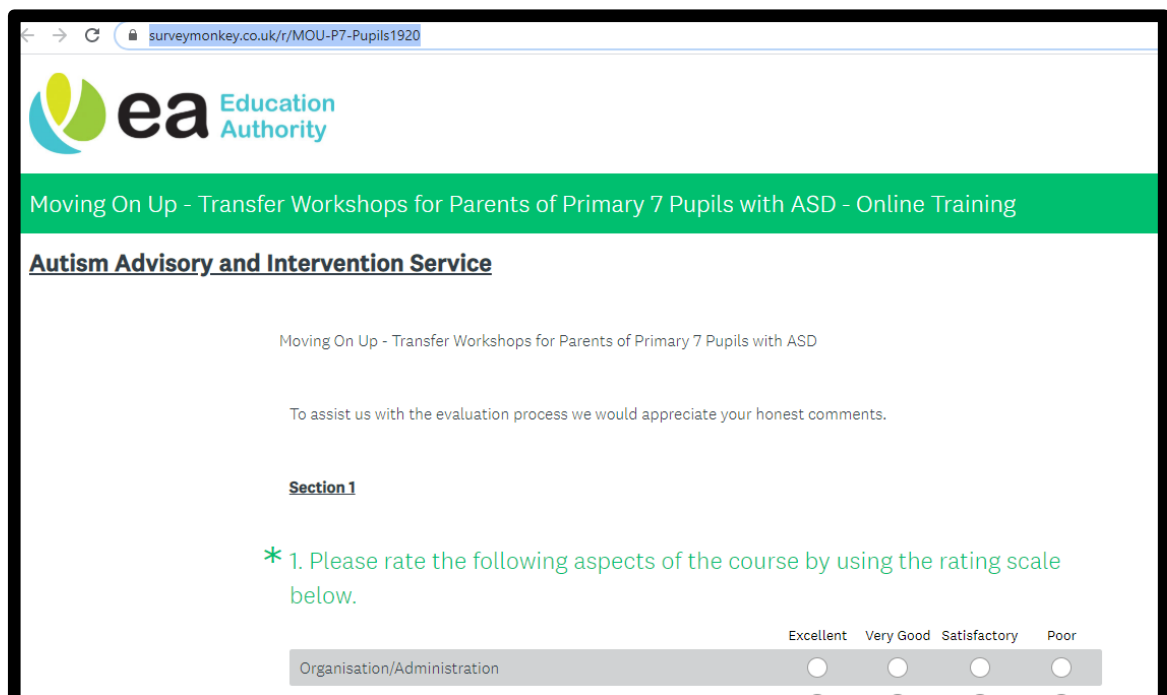 surveymonkey.co.uk/r/MOU-P7-Pupils1920
ea Education
Authority
Moving On Up - Transfer Workshops for Parents of Primary 7 Pupils with ASD - Online Training
Autism Advisory and Intervention Service
Moving On Up - Transfer Workshops for Parents of Primary 7 Pupils with ASD
To assist us with the evaluation process we would appreciate your honest comments.
Section 1
* 1. Please rate the following aspects of the course by using the rating scale
below.
Excellent Very Good Satisfactory Poor
Organisation/Administration